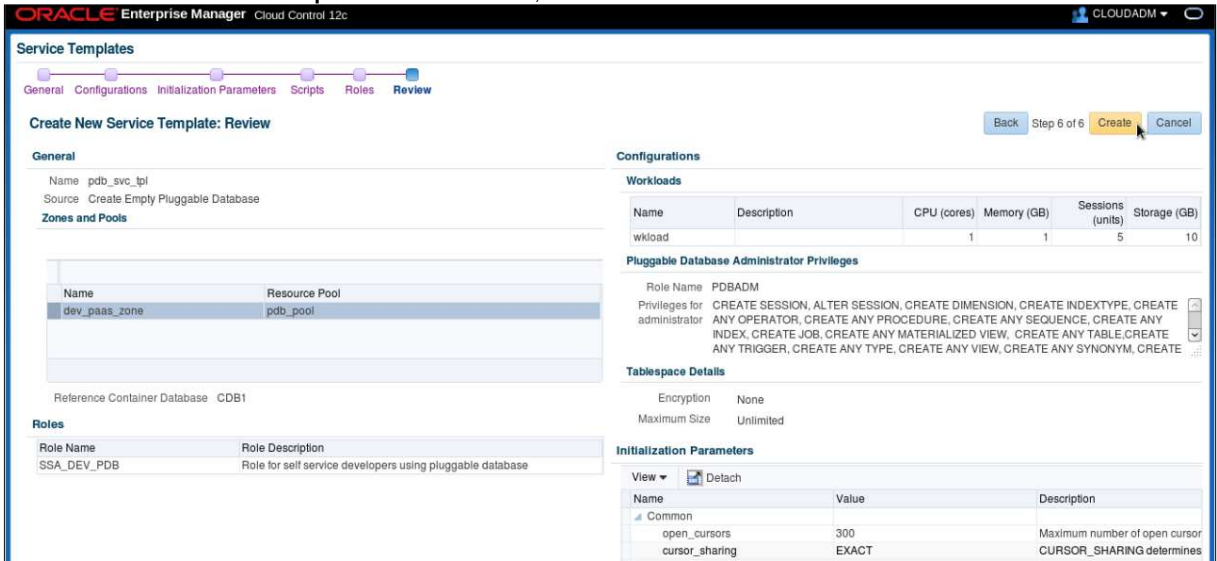 ORACLE Enterprise Manager Cloud Control 12c
CLOUDADM
Service Templates
General Configurations Initialization Parameters Scripts Roles Review
Create New Service Template: Review
Back Step 6 of 6 Create Cancel
General
Name pdb_svc_tpl
Source Create Empty Pluggable Database
Zones and Pools
Name Resource Pool
dev_paas_zone pdb_pool
Reference Container Database CDB1
Roles
Role Name Role Description
SSA_DEV_PDB Role for self service developers using pluggable database
Configurations
Workloads
Name Description CPU (cores) Memory (GB) Sessions (units) Storage (GB)
wkload 1 1 5 10
Pluggable Database Administrator Privileges
Role Name PDBADM
Privileges for administrator
CREATE SESSION, ALTER SESSION, CREATE DIMENSION, CREATE INDEXTYPE, CREATE
ANY OPERATOR, CREATE ANY PROCEDURE, CREATE ANY SEQUENCE, CREATE ANY
INDEX, CREATE JOB, CREATE ANY MATERIALIZED VIEW, CREATE ANY TABLE,CREATE
ANY TRIGGER, CREATE ANY TYPE, CREATE ANY VIEW, CREATE ANY SYNONYM, CREATE
Tablespace Details
Encryption None
Maximum Size Unlimited
Initialization Parameters
View Detach
Name Value Description
Common
open_cursors 300 Maximum number of open cursor
cursor_sharing EXACT CURSOR_SHARING determines